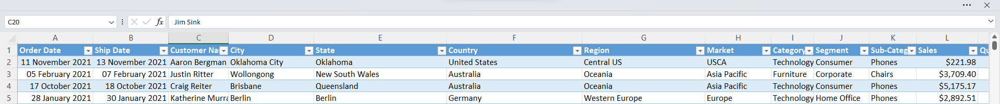 C20 fx Jim Sink
A B C D E F G H I J K L
1 Order Date Ship Date Customer Na City State Country Region Market Category Segment Sub-Categ Sales Qu
2 11 November 2021 13 November 2021 Aaron Bergman Oklahoma City Oklahoma United States Central US USCA Technology Consumer Phones $221.98
3 05 February 2021 07 February 2021 Justin Ritter Wollongong New South Wales Australia Oceania Asia Pacific Furniture Corporate Chairs $3,709.40
4 17 October 2021 18 October 2021 Craig Reiter Brisbane Queensland Australia Oceania Asia Pacific Technology Consumer Phones $5,175.17
5 28 January 2021 30 January 2021 Katherine Murra Berlin Berlin Germany Western Europe Europe Technology Home Office Phones $2,892.51